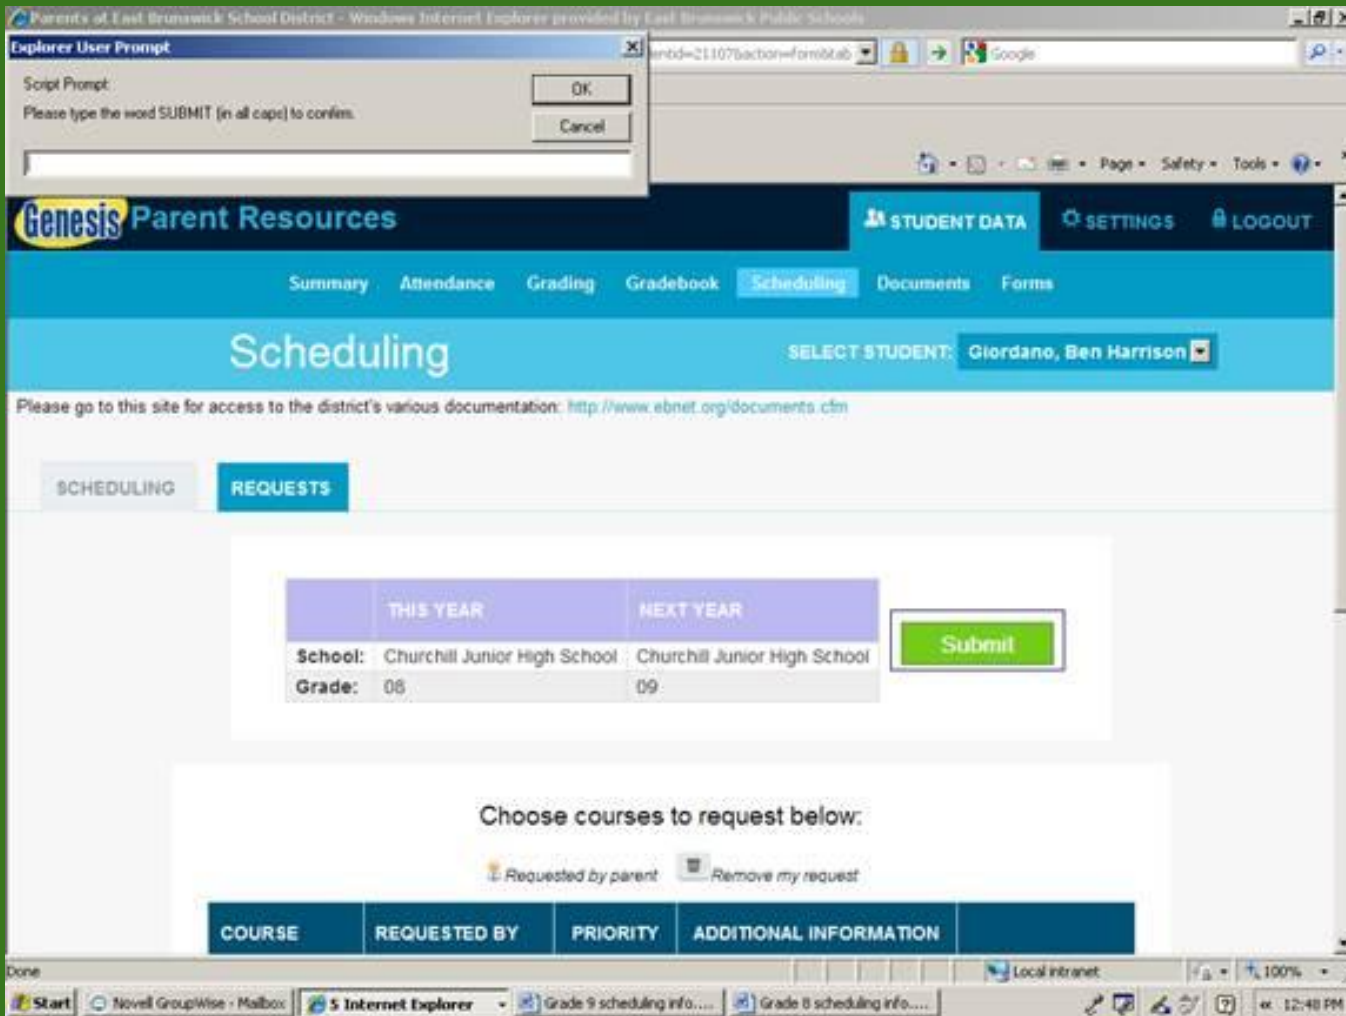 Parents of East Brunswick School District - Windows Internet Explorer provided by East Brunswick Public Schools
Explorer User Prompt
Script Prompt:
Please type the word SUBMIT (in all caps) to confirm.
OK
Cancel
Google
Page Safety Tools
Genesis Parent Resources
STUDENT DATA SETTINGS LOGOUT
Summary Attendance Grading Gradebook Scheduling Documents Forms
Scheduling
SELECT STUDENT: Giordano, Ben Harrison
Please go to this site for access to the district's various documentation: http://www.ebnet.org/documents.cfm
SCHEDULING REQUESTS
THIS YEAR NEXT YEAR
School: Churchill Junior High School Churchill Junior High School
Grade: 08 09
Submit
Choose courses to request below:
Requested by parent Remove my request
COURSE REQUESTED BY PRIORITY ADDITIONAL INFORMATION
Done Local intranet 100%
Start Novell GroupWise - Mailbox 5 Internet Explorer Grade 9 scheduling info.... Grade 8 scheduling info..... « 12:48 PM